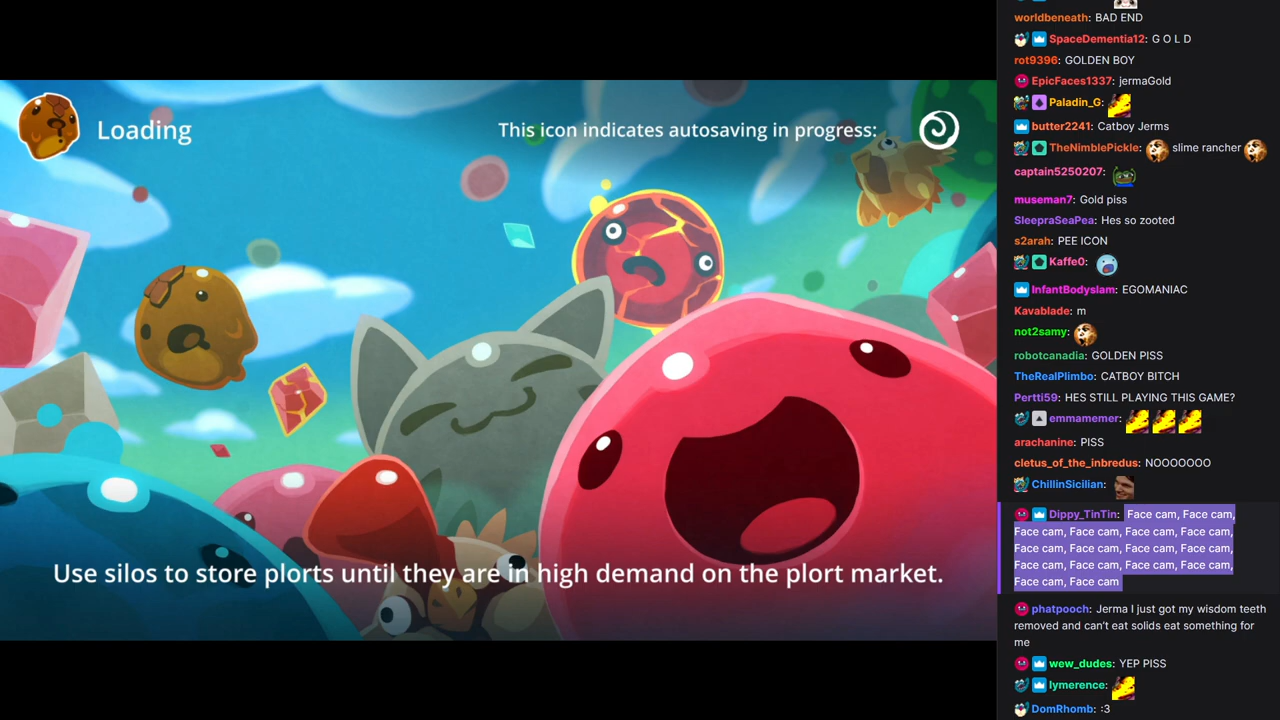 Loading
This icon indicates autosaving in progress:
Use silos to store plorts until they are in high demand on the plort market.
worldbeneath: BAD END
SpaceDementia12: G O L D
rot9396: GOLDEN BOY
EpicFaces1337: jermaGold
Paladin_G:
butter2241: Catboy Jerms
TheNimblePickle: slime rancher
captain5250207:
museman7: Gold piss
SleepraSeaPea: Hes so zooted
s2arah: PEE ICON
Kaffe0:
InfantBodyslam: EGOMANIAC
Kavablade: m
not2samy:
robotcanadia: GOLDEN PISS
TheRealPlimbo: CATBOY BITCH
Pertti59: HES STILL PLAYING THIS GAME?
emmamemer:
arachanine: PISS
cletus_of_the_inbredus: NOOOOOOO
ChillinSicilian:
Dippy_TinTin: Face cam, Face cam,
Face cam, Face cam, Face cam, Face cam,
Face cam, Face cam, Face cam, Face cam,
Face cam, Face cam, Face cam, Face cam,
Face cam, Face cam
phatpooch: Jerma I just got my wisdom teeth
removed and can't eat solids eat something for
me
wew_dudes: YEP PISS
lymerence:
DomRhomb: :3